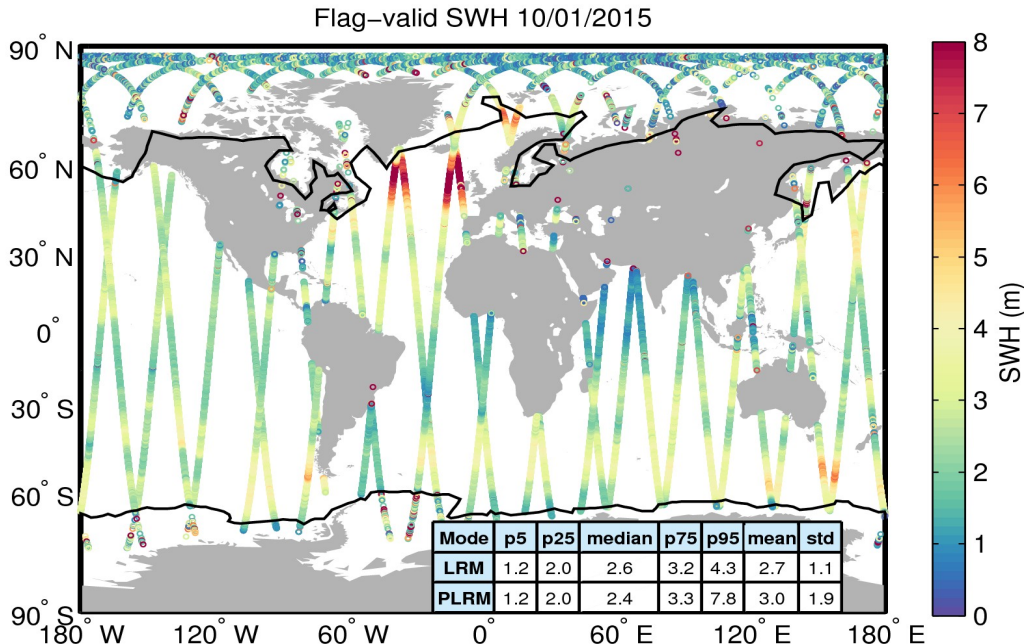 Flag−valid SWH 10/01/2015
90° N
60° N
30° N
0°
30° S
60° S
90° S
180° W 120° W 60° W 0° 60° E 120° E 180° E
Mode p5 p25 median p75 p95 mean std
LRM 1.2 2.0 2.6 3.2 4.3 2.7 1.1
PLRM 1.2 2.0 2.4 3.3 7.8 3.0 1.9
8
7
6
5
4
3
2
1
0
SWH (m)